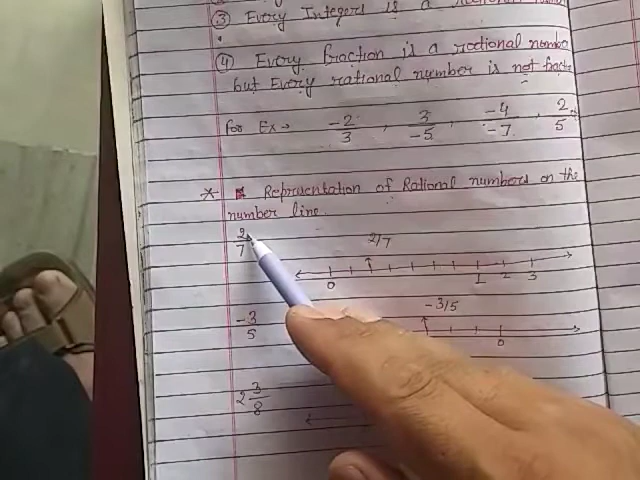 ③ Every Integers is a
④ Every fraction is a rational number
but Every rational number is not
for Ex→ -2/3 , 3/-5 , -4/-7 , 2/5
* Reprnentation of Rational numbers on the
number line.
2/7 2/7
0 1 2 3
-3/5 -3/5
0
2 3/8